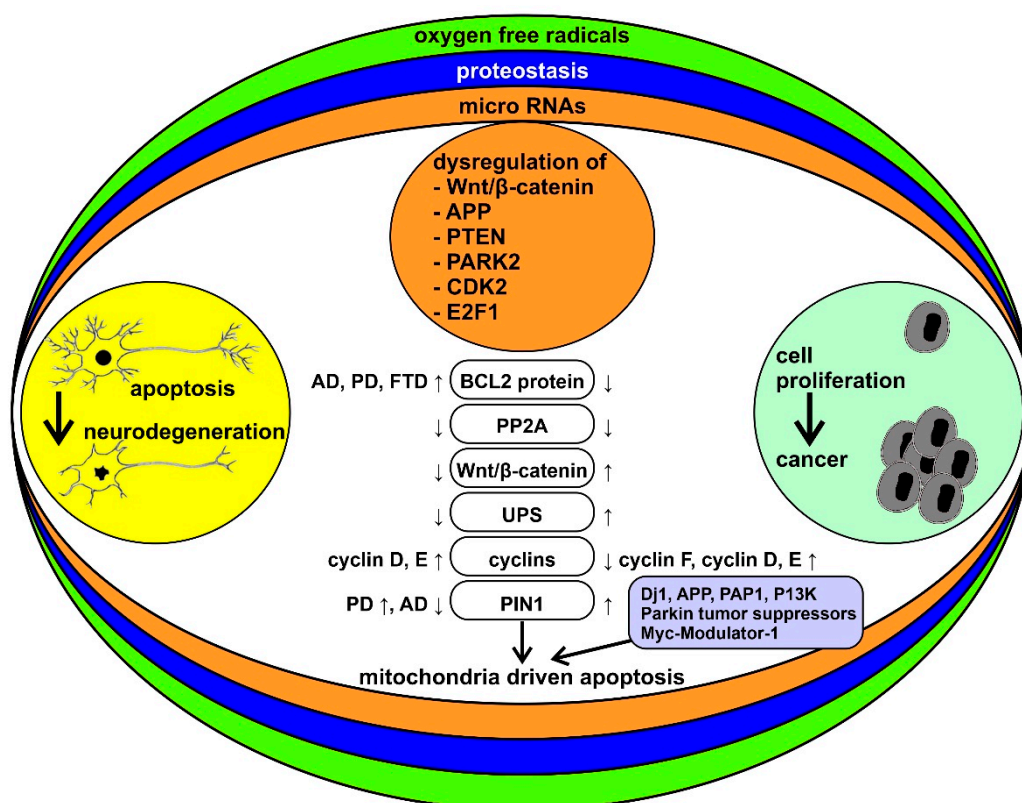 oxygen free radicals
proteostasis
micro RNAs
dysregulation of
- Wnt/β-catenin
- APP
- PTEN
- PARK2
- CDK2
- E2F1
apoptosis
neurodegeneration
cell
proliferation
cancer
AD, PD, FTD ↑ BCL2 protein ↓
↓ PP2A ↓
↓ Wnt/β-catenin ↑
↓ UPS ↑
cyclin D, E ↑ cyclins ↓ cyclin F, cyclin D, E ↑
PD ↑, AD ↓ PIN1 ↑
Dj1, APP, PAP1, P13K
Parkin tumor suppressors
Myc-Modulator-1
mitochondria driven apoptosis